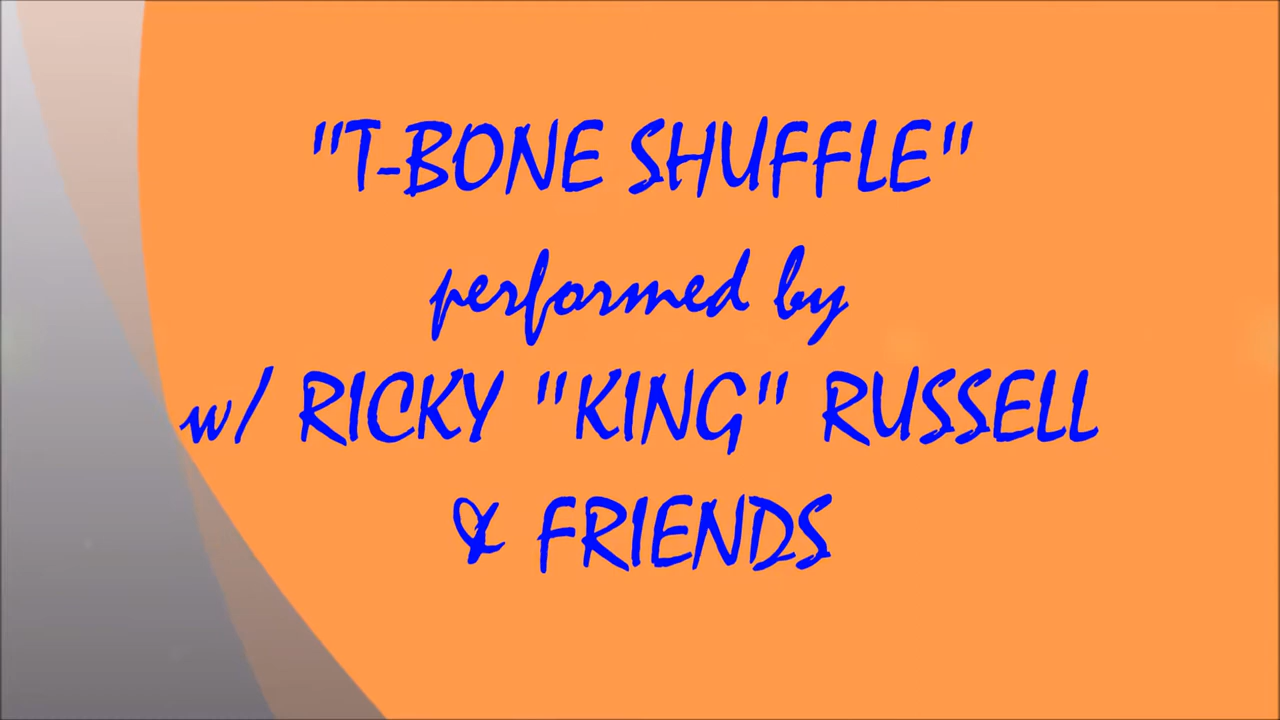 "T-BONE SHUFFLE"
performed by
w/ RICKY "KING" RUSSELL
& FRIENDS